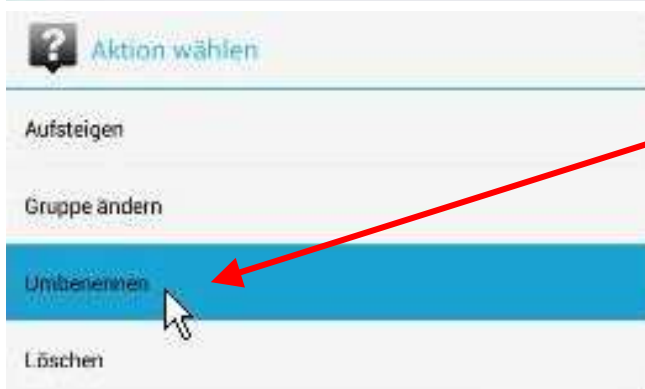 Aktion wählen
Aufsteigen
Gruppe ändern
Umbenennen
Löschen